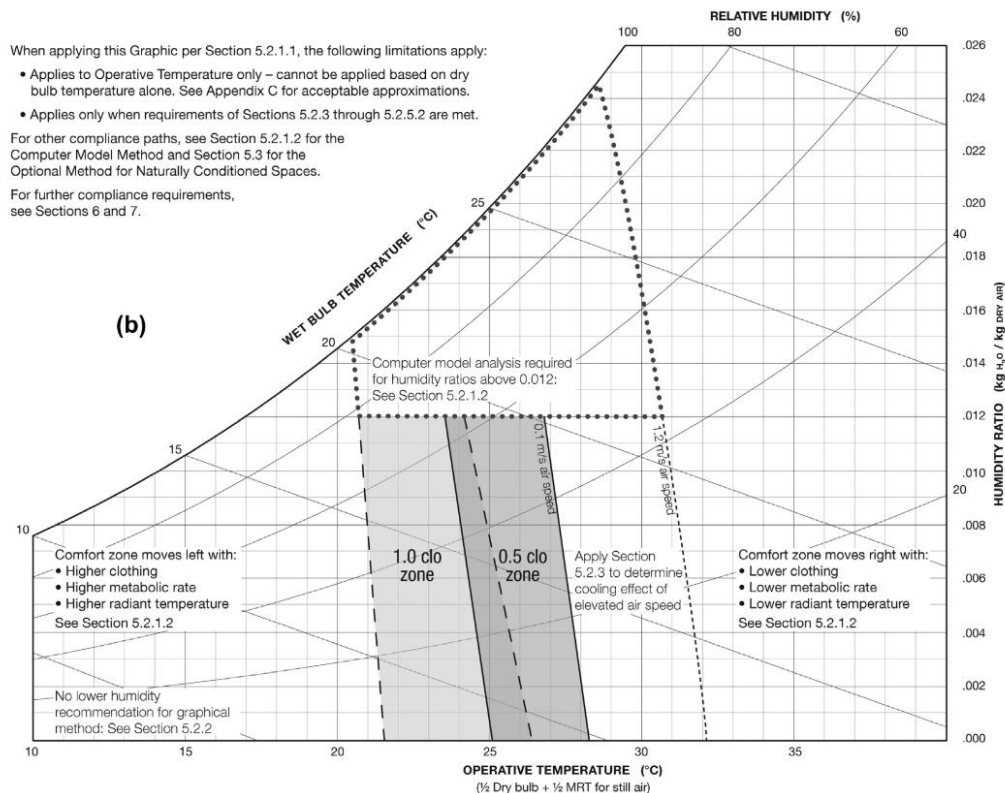 RELATIVE HUMIDITY (%)
100
80
60
When applying this Graphic per Section 5.2.1.1, the following limitations apply:
• Applies to Operative Temperature only – cannot be applied based on dry
bulb temperature alone. See Appendix C for acceptable approximations.
• Applies only when requirements of Sections 5.2.3 through 5.2.5.2 are met.
For other compliance paths, see Section 5.2.1.2 for the
Computer Model Method and Section 5.3 for the
Optional Method for Naturally Conditioned Spaces.
For further compliance requirements,
see Sections 6 and 7.
.026
.024
.022
.020
.018
.016
.014
.012
.010
.008
.006
.004
.002
.000
40
20
HUMIDITY RATIO (kg H₂O / kg DRY AIR)
WET BULB TEMPERATURE (°C)
25
20
15
10
(b)
Computer model analysis required
for humidity ratios above 0.012:
See Section 5.2.1.2
0.1 m/s air speed
1.2 m/s air speed
Comfort zone moves left with:
• Higher clothing
• Higher metabolic rate
• Higher radiant temperature
See Section 5.2.1.2
1.0 clo
zone
0.5 clo
zone
Apply Section
5.2.3 to determine
cooling effect of
elevated air speed
Comfort zone moves right with:
• Lower clothing
• Lower metabolic rate
• Lower radiant temperature
See Section 5.2.1.2
No lower humidity
recommendation for graphical
method: See Section 5.2.2
10
15
20
25
30
35
OPERATIVE TEMPERATURE (°C)
(½ Dry bulb + ½ MRT for still air)